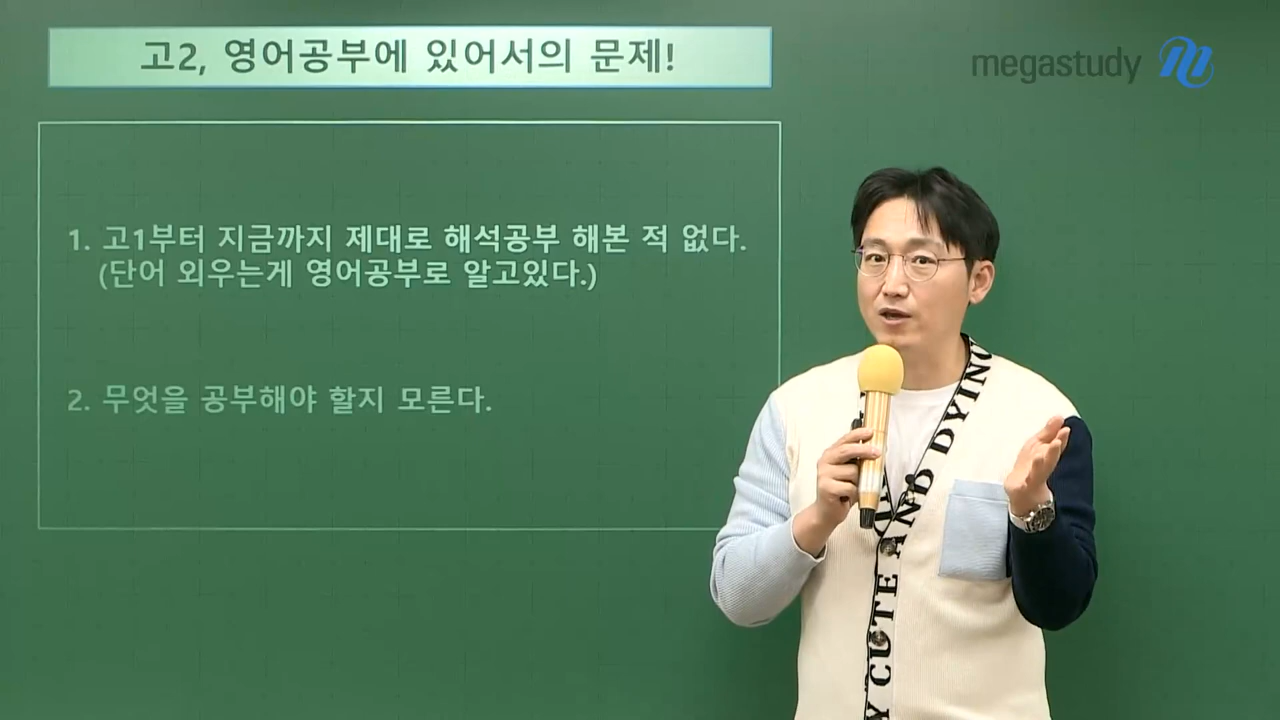 고2, 영어공부에 있어서의 문제!
megastudy
1. 고1부터 지금까지 제대로 해석공부 해본 적 없다.
(단어 외우는게 영어공부로 알고있다.)
2. 무엇을 공부해야 할지 모른다.
CUTE AND DYING